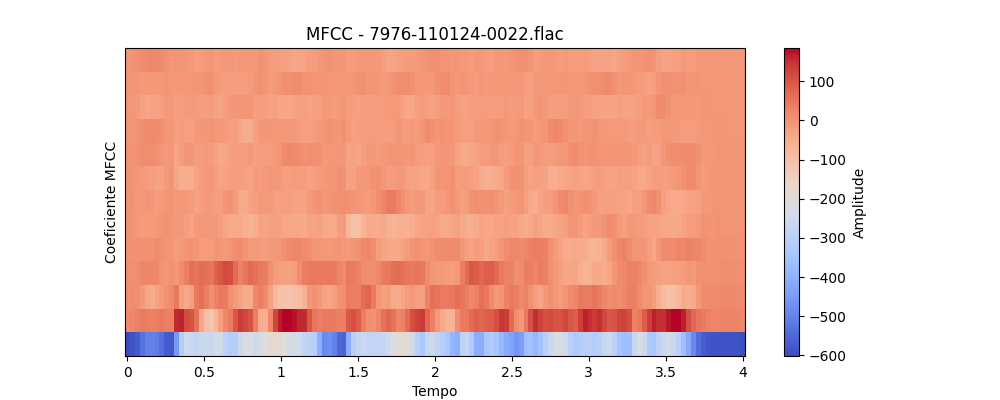 MFCC - 7976-110124-0022.flac
Coeficiente MFCC
0 0.5 1 1.5 2 2.5 3 3.5 4
Tempo
100
0
−100
−200
−300
−400
−500
−600
Amplitude